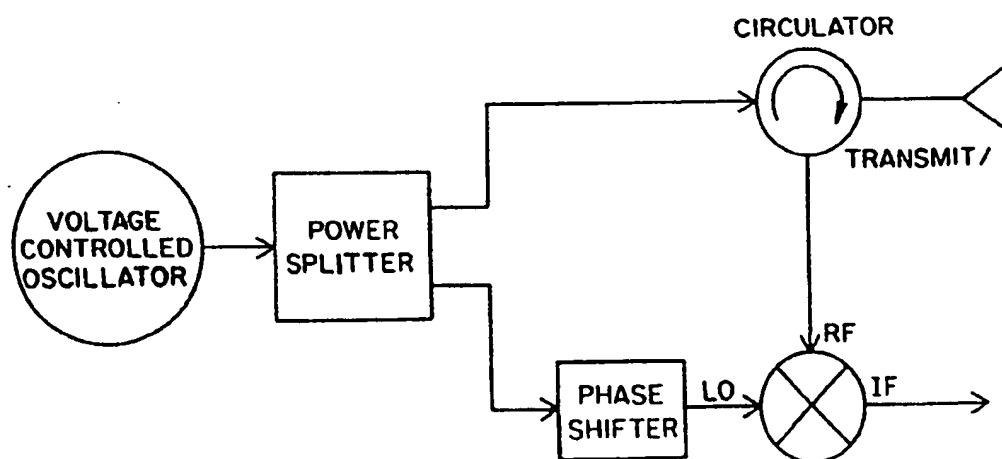 CIRCULATOR
TRANSMIT/
VOLTAGE
CONTROLLED
OSCILLATOR
POWER
SPLITTER
RF
PHASE
SHIFTER
LO
IF